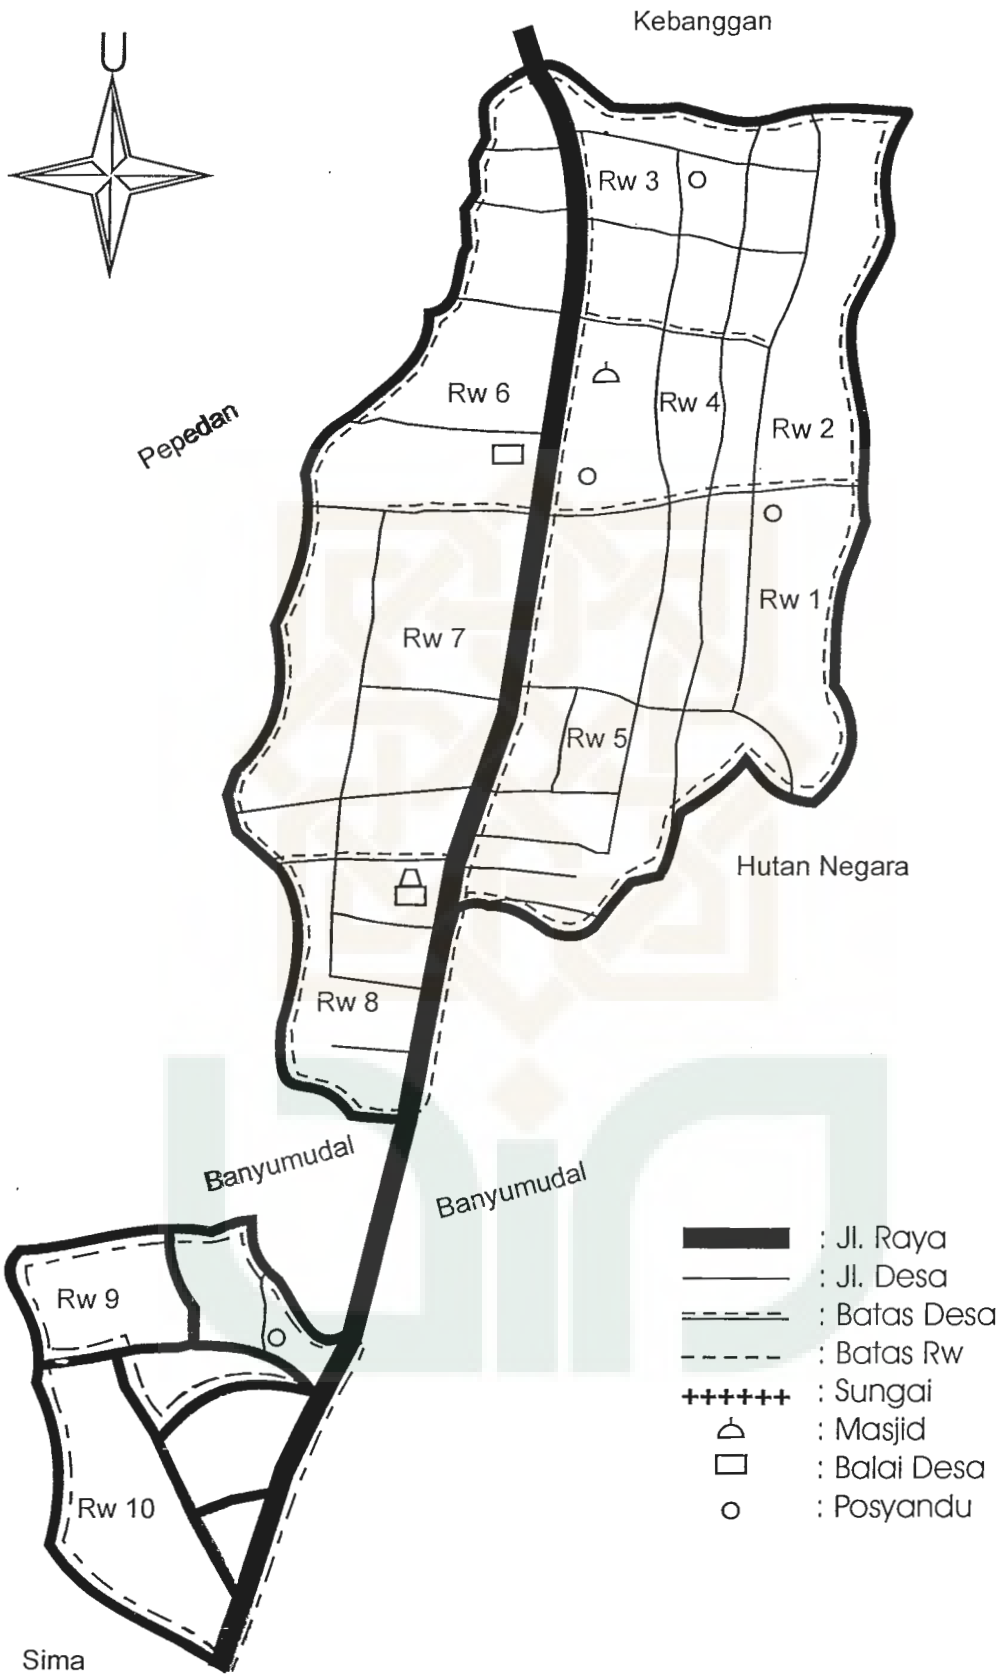 Kebanggan
U
Rw 3
Rw 6
Rw 4
Pepedan
Rw 2
Rw 1
Rw 7
Rw 5
Hutan Negara
Rw 8
Banyumudal
Banyumudal
: Jl. Raya
: Jl. Desa
: Batas Desa
: Batas Rw
: Sungai
: Masjid
: Balai Desa
: Posyandu
Rw 9
Rw 10
Sima